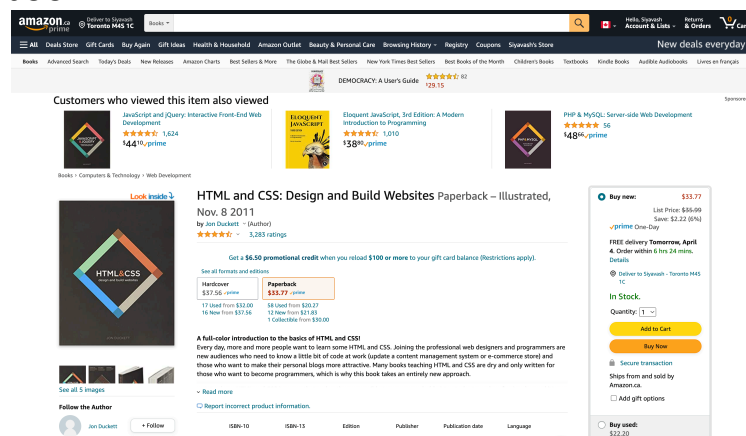 amazon.ca
prime
Deliver to Siyavash
Toronto M4S 1C
Books
Hello, Siyavash
Account & Lists
Returns
& Orders
0
Car
All Deals Store Gift Cards Buy Again Gift Ideas Health & Household Amazon Outlet Beauty & Personal Care Browsing History Registry Coupons Siyavash's Store
New deals everyday
Books Advanced Search Today's Deals New Releases Amazon Charts Best Sellers & More The Globe & Mail Best Sellers New York Times Best Sellers Best Books of the Month Children's Books Textbooks Kindle Books Audible Audiobooks Livres en français
DEMOCRACY: A User's Guide
82
$29.15
Customers who viewed this item also viewed
Sponsore
JAVASCRIPT & JQUERY
JavaScript and jQuery: Interactive Front-End Web
Development
1,624
$4410 prime
ELOQUENT
JAVASCRIPT
Eloquent JavaScript, 3rd Edition: A Modern
Introduction to Programming
1,010
$3880 prime
PHP & MYSQL
PHP & MySQL: Server-side Web Development
56
$4866 prime
Books › Computers & Technology › Web Development
Look inside
HTML&CSS
design and build websites
See all 5 images
Follow the Author
Jon Duckett
+ Follow
HTML and CSS: Design and Build Websites Paperback – Illustrated,
Nov. 8 2011
by Jon Duckett (Author)
3,283 ratings
Get a $6.50 promotional credit when you reload $100 or more to your gift card balance (Restrictions apply).
See all formats and editions
Hardcover
$37.56 prime
17 Used from $32.00
16 New from $37.56
Paperback
$33.77 prime
58 Used from $20.27
12 New from $21.83
1 Collectible from $30.00
A full-color introduction to the basics of HTML and CSS!
Every day, more and more people want to learn some HTML and CSS. Joining the professional web designers and programmers are
new audiences who need to know a little bit of code at work (update a content management system or e-commerce store) and
those who want to make their personal blogs more attractive. Many books teaching HTML and CSS are dry and only written for
those who want to become programmers, which is why this book takes an entirely new approach.
Read more
Report incorrect product information.
ISBN-10 ISBN-13 Edition Publisher Publication date Language
Buy new: $33.77
List Price: $35.99
Save: $2.22 (6%)
prime One-Day
FREE delivery Tomorrow, April
4. Order within 6 hrs 24 mins.
Details
Deliver to Siyavash - Toronto M4S
1C
In Stock.
Quantity: 1
Add to Cart
Buy Now
Secure transaction
Ships from and sold by
Amazon.ca.
Add gift options
Buy used:
$22.20